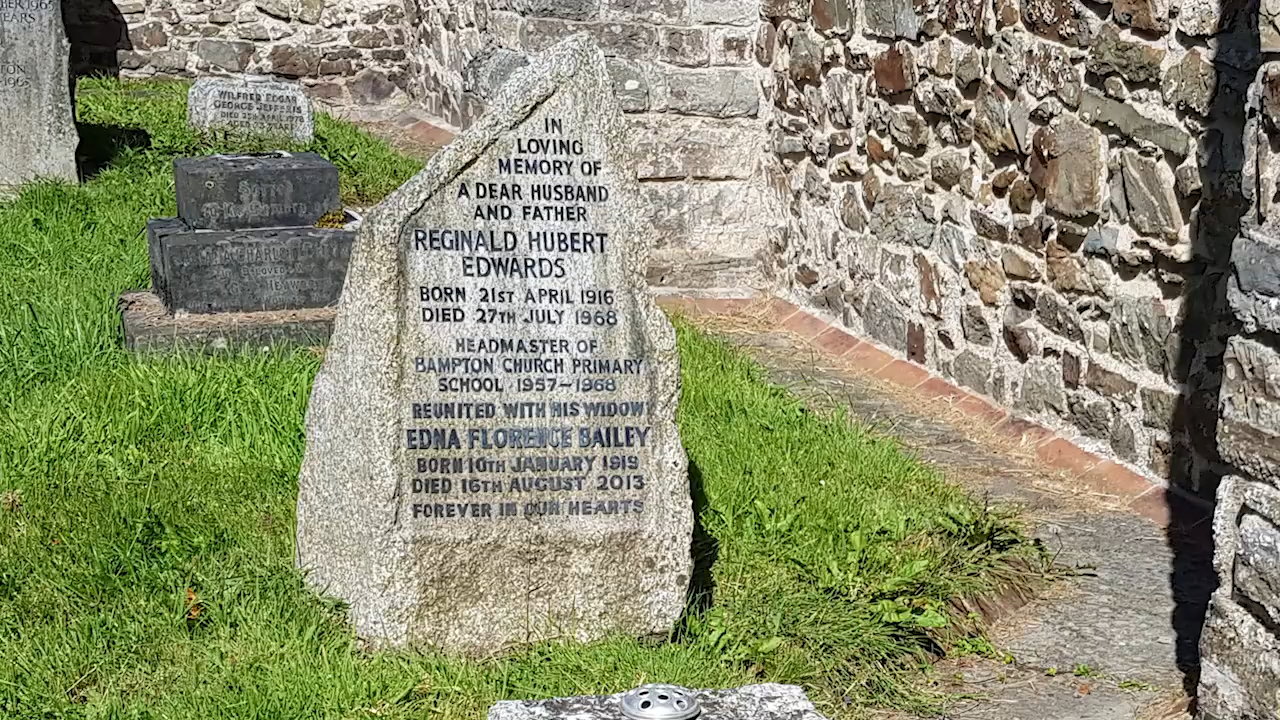 IN
LOVING
MEMORY OF
A DEAR HUSBAND
AND FATHER
REGINALD HUBERT
EDWARDS
BORN 21ST APRIL 1916
DIED 27TH JULY 1968
HEADMASTER OF
BAMPTON CHURCH PRIMARY
SCHOOL 1957-1968
REUNITED WITH HIS WIDOW
EDNA FLORENCE BAILEY
BORN 10TH JANUARY 1919
DIED 16TH AUGUST 2013
FOREVER IN OUR HEARTS
WILFRED EDGAR
GEORGE JEFFERIS